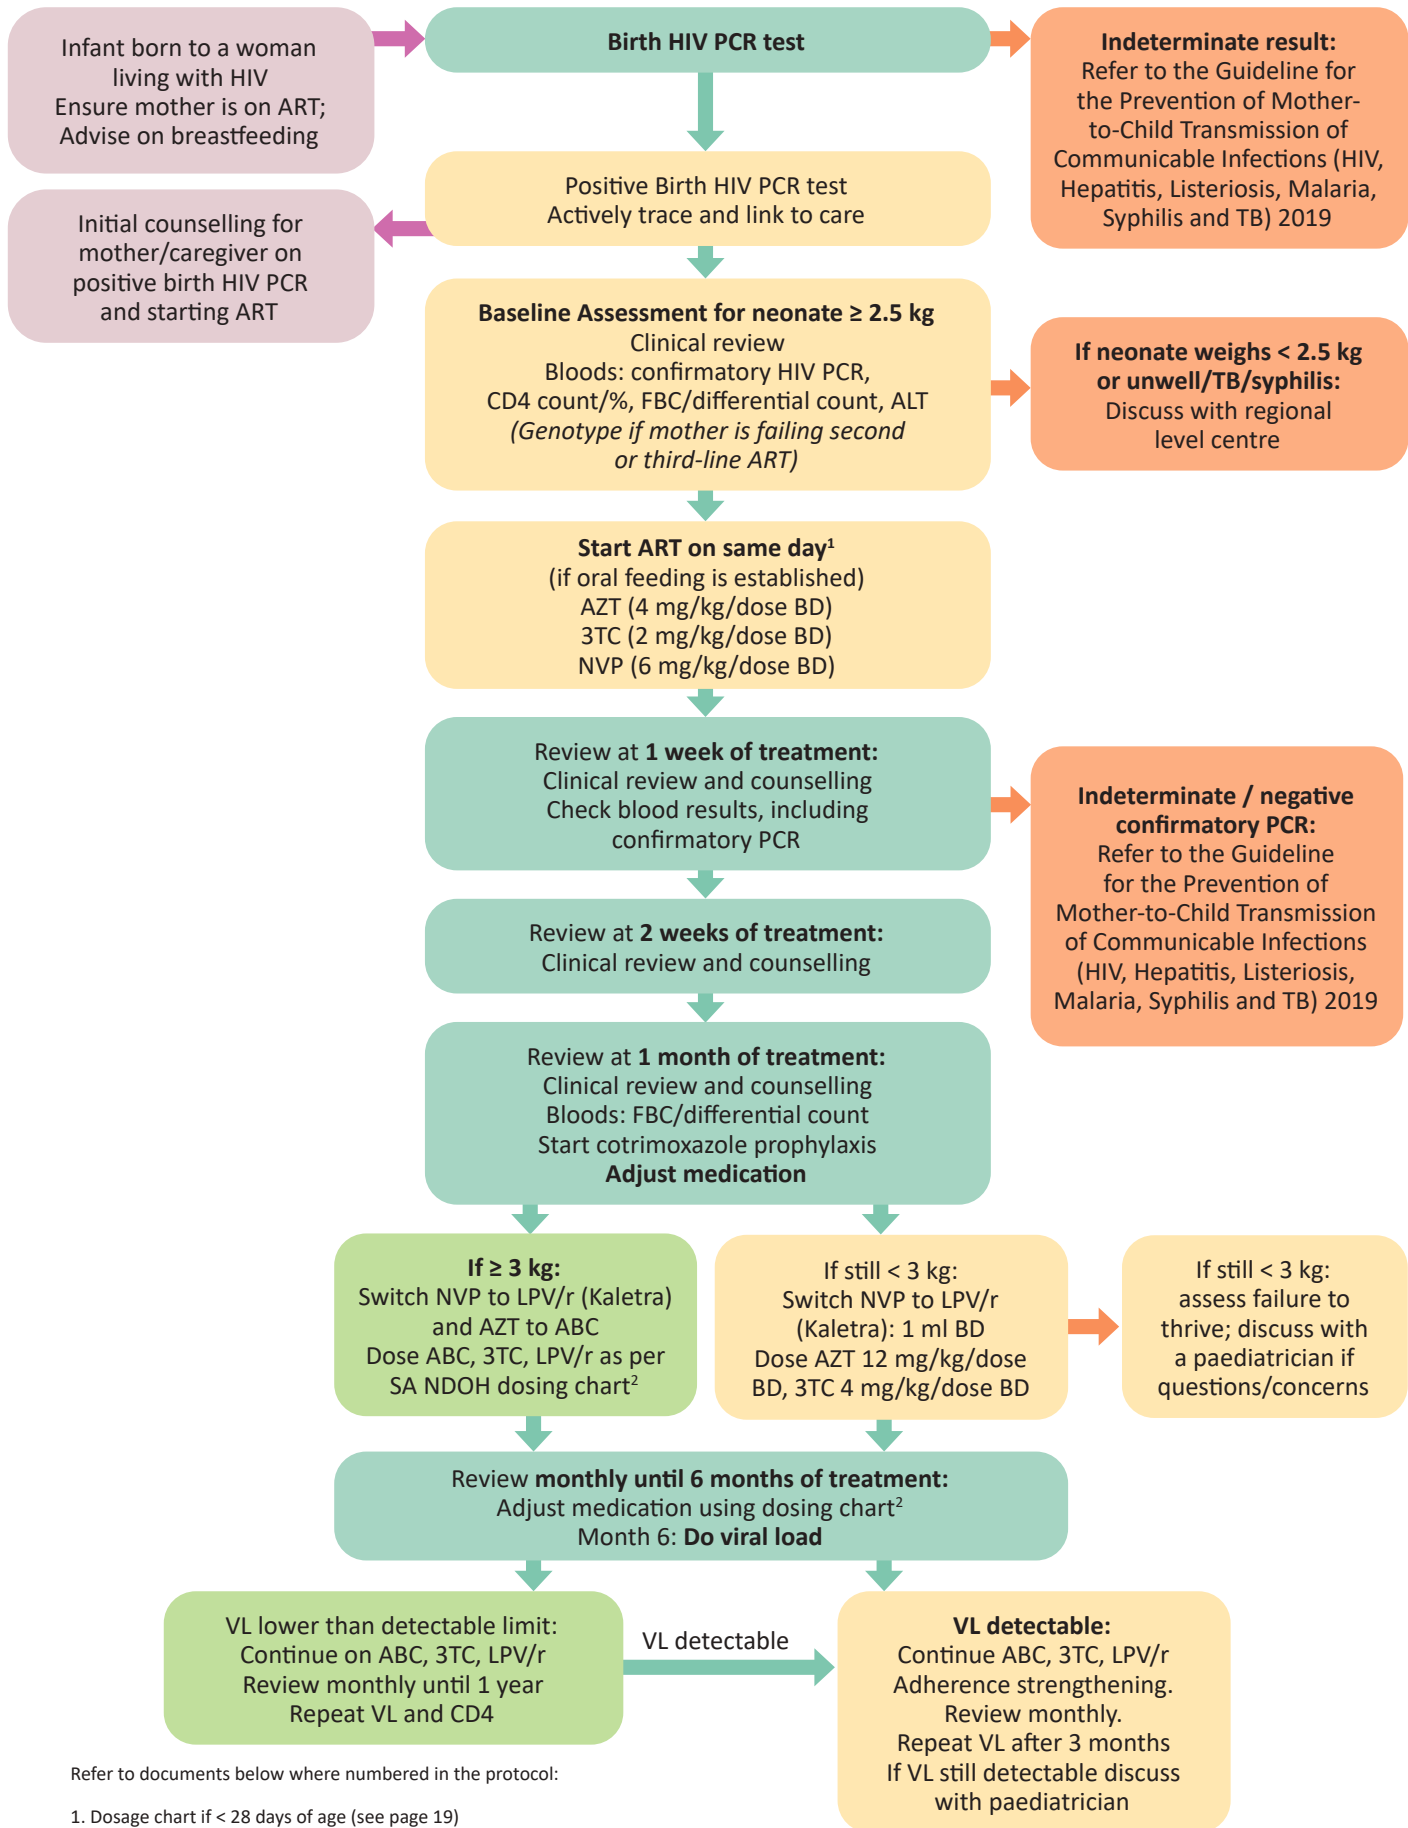 Infant born to a woman
living with HIV
Ensure mother is on ART;
Advise on breastfeeding
Birth HIV PCR test
Indeterminate result:
Refer to the Guideline for
the Prevention of Mother-
to-Child Transmission of
Communicable Infections (HIV,
Hepatitis, Listeriosis, Malaria,
Syphilis and TB) 2019
Positive Birth HIV PCR test
Actively trace and link to care
Initial counselling for
mother/caregiver on
positive birth HIV PCR
and starting ART
Baseline Assessment for neonate ≥ 2.5 kg
Clinical review
Bloods: confirmatory HIV PCR,
CD4 count/%, FBC/differential count, ALT
(Genotype if mother is failing second
or third-line ART)
If neonate weighs < 2.5 kg
or unwell/TB/syphilis:
Discuss with regional
level centre
Start ART on same day¹
(if oral feeding is established)
AZT (4 mg/kg/dose BD)
3TC (2 mg/kg/dose BD)
NVP (6 mg/kg/dose BD)
Review at 1 week of treatment:
Clinical review and counselling
Check blood results, including
confirmatory PCR
Indeterminate / negative
confirmatory PCR:
Refer to the Guideline
for the Prevention of
Mother-to-Child Transmission
of Communicable Infections
(HIV, Hepatitis, Listeriosis,
Malaria, Syphilis and TB) 2019
Review at 2 weeks of treatment:
Clinical review and counselling
Review at 1 month of treatment:
Clinical review and counselling
Bloods: FBC/differential count
Start cotrimoxazole prophylaxis
Adjust medication
If ≥ 3 kg:
Switch NVP to LPV/r (Kaletra)
and AZT to ABC
Dose ABC, 3TC, LPV/r as per
SA NDOH dosing chart²
If still < 3 kg:
Switch NVP to LPV/r
(Kaletra): 1 ml BD
Dose AZT 12 mg/kg/dose
BD, 3TC 4 mg/kg/dose BD
If still < 3 kg:
assess failure to
thrive; discuss with
a paediatrician if
questions/concerns
Review monthly until 6 months of treatment:
Adjust medication using dosing chart²
Month 6: Do viral load
VL lower than detectable limit:
Continue on ABC, 3TC, LPV/r
Review monthly until 1 year
Repeat VL and CD4
VL detectable
VL detectable:
Continue ABC, 3TC, LPV/r
Adherence strengthening.
Review monthly.
Repeat VL after 3 months
If VL still detectable discuss
with paediatrician
Refer to documents below where numbered in the protocol:
1. Dosage chart if < 28 days of age (see page 19)